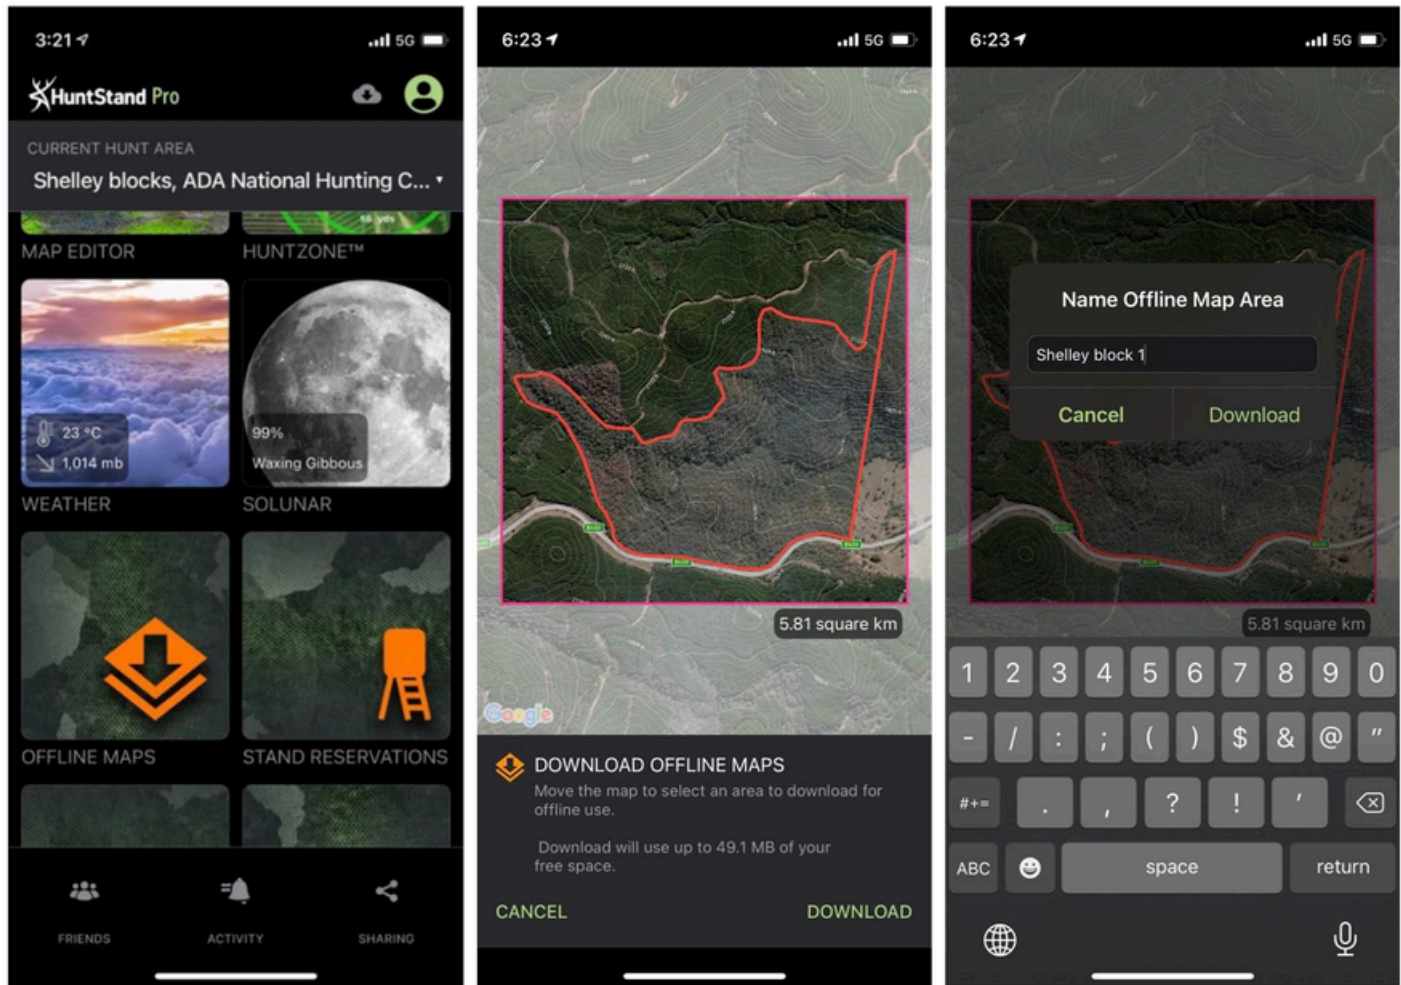 3:21
5G
HuntStand Pro
CURRENT HUNT AREA
Shelley blocks, ADA National Hunting C...
MAP EDITOR
HUNTZONE™
23 °C
1,014 mb
99%
Waxing Gibbous
WEATHER
SOLUNAR
OFFLINE MAPS
STAND RESERVATIONS
FRIENDS
ACTIVITY
SHARING
6:23
5G
5.81 square km
Google
DOWNLOAD OFFLINE MAPS
Move the map to select an area to download for
offline use.
Download will use up to 49.1 MB of your
free space.
CANCEL
DOWNLOAD
6:23
5G
Name Offline Map Area
Shelley block 1
Cancel
Download
5.81 square km
1 2 3 4 5 6 7 8 9 0
- / : ; ( ) $ & @ "
#+= . , ? ! '
ABC space return